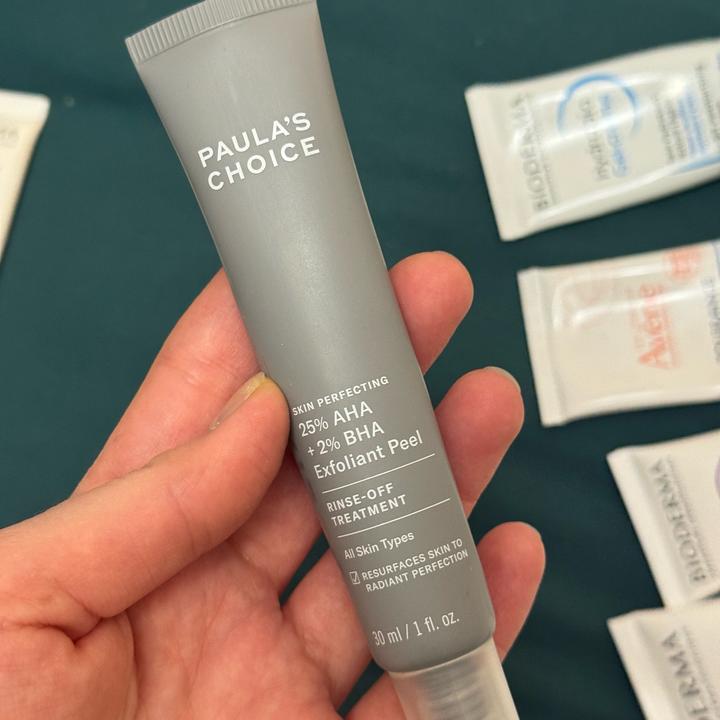 PAULA'S
CHOICE
SKIN PERFECTING
25% AHA
+ 2% BHA
Exfoliant Peel
RINSE-OFF
TREATMENT
All Skin Types
RESURFACES SKIN TO
RADIANT PERFECTION
30 ml / 1 fl. oz.
BIODERMA
Hydrabio
Avène
BIODERMA